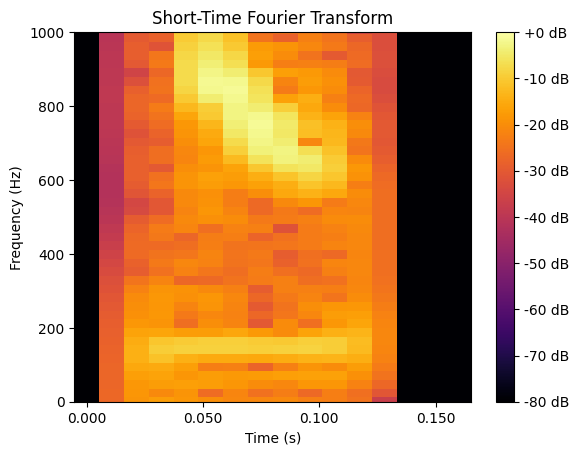 Short-Time Fourier Transform
Frequency (Hz)
1000
800
600
400
200
0
0.000
0.050
0.100
0.150
Time (s)
+0 dB
-10 dB
-20 dB
-30 dB
-40 dB
-50 dB
-60 dB
-70 dB
-80 dB